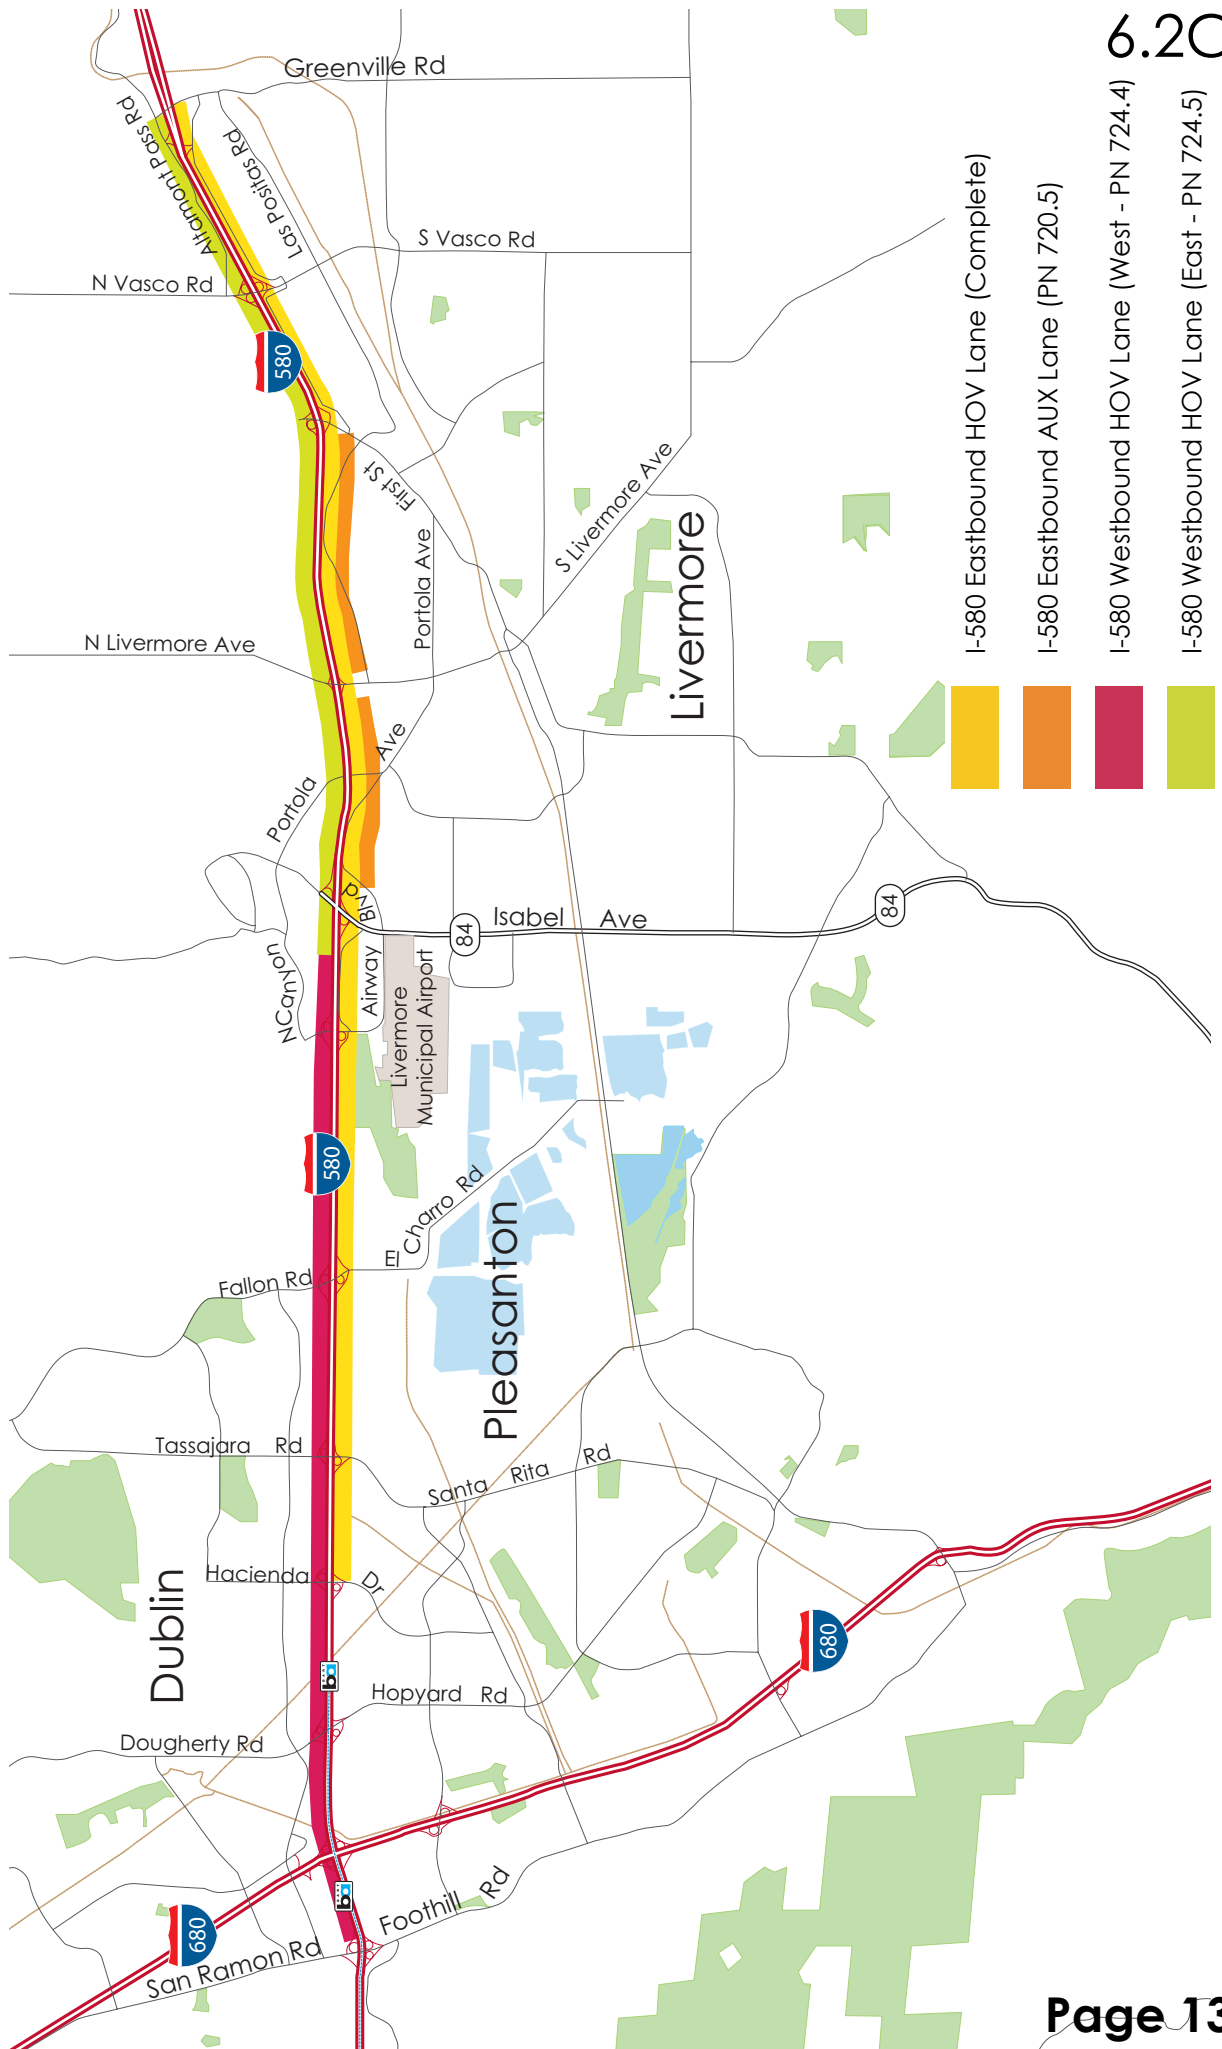 6.2C
Greenville Rd
Altamont Pass Rd
Las Positas Rd
S Vasco Rd
N Vasco Rd
580
First St
Portola Ave
S Livermore Ave
N Livermore Ave
Livermore
Portola
Ave
N Canyon
Airway
Blvd
84
Isabel Ave
84
Livermore
Municipal Airport
580
El Charro Rd
Fallon Rd
Pleasanton
Tassajara Rd
Santa Rita Rd
Hacienda
Dr
Dublin
Hopyard Rd
Dougherty Rd
680
680
Foothill Rd
San Ramon Rd
I-580 Eastbound HOV Lane (Complete)
I-580 Eastbound AUX Lane (PN 720.5)
I-580 Westbound HOV Lane (West - PN 724.4)
I-580 Westbound HOV Lane (East - PN 724.5)
Page 13